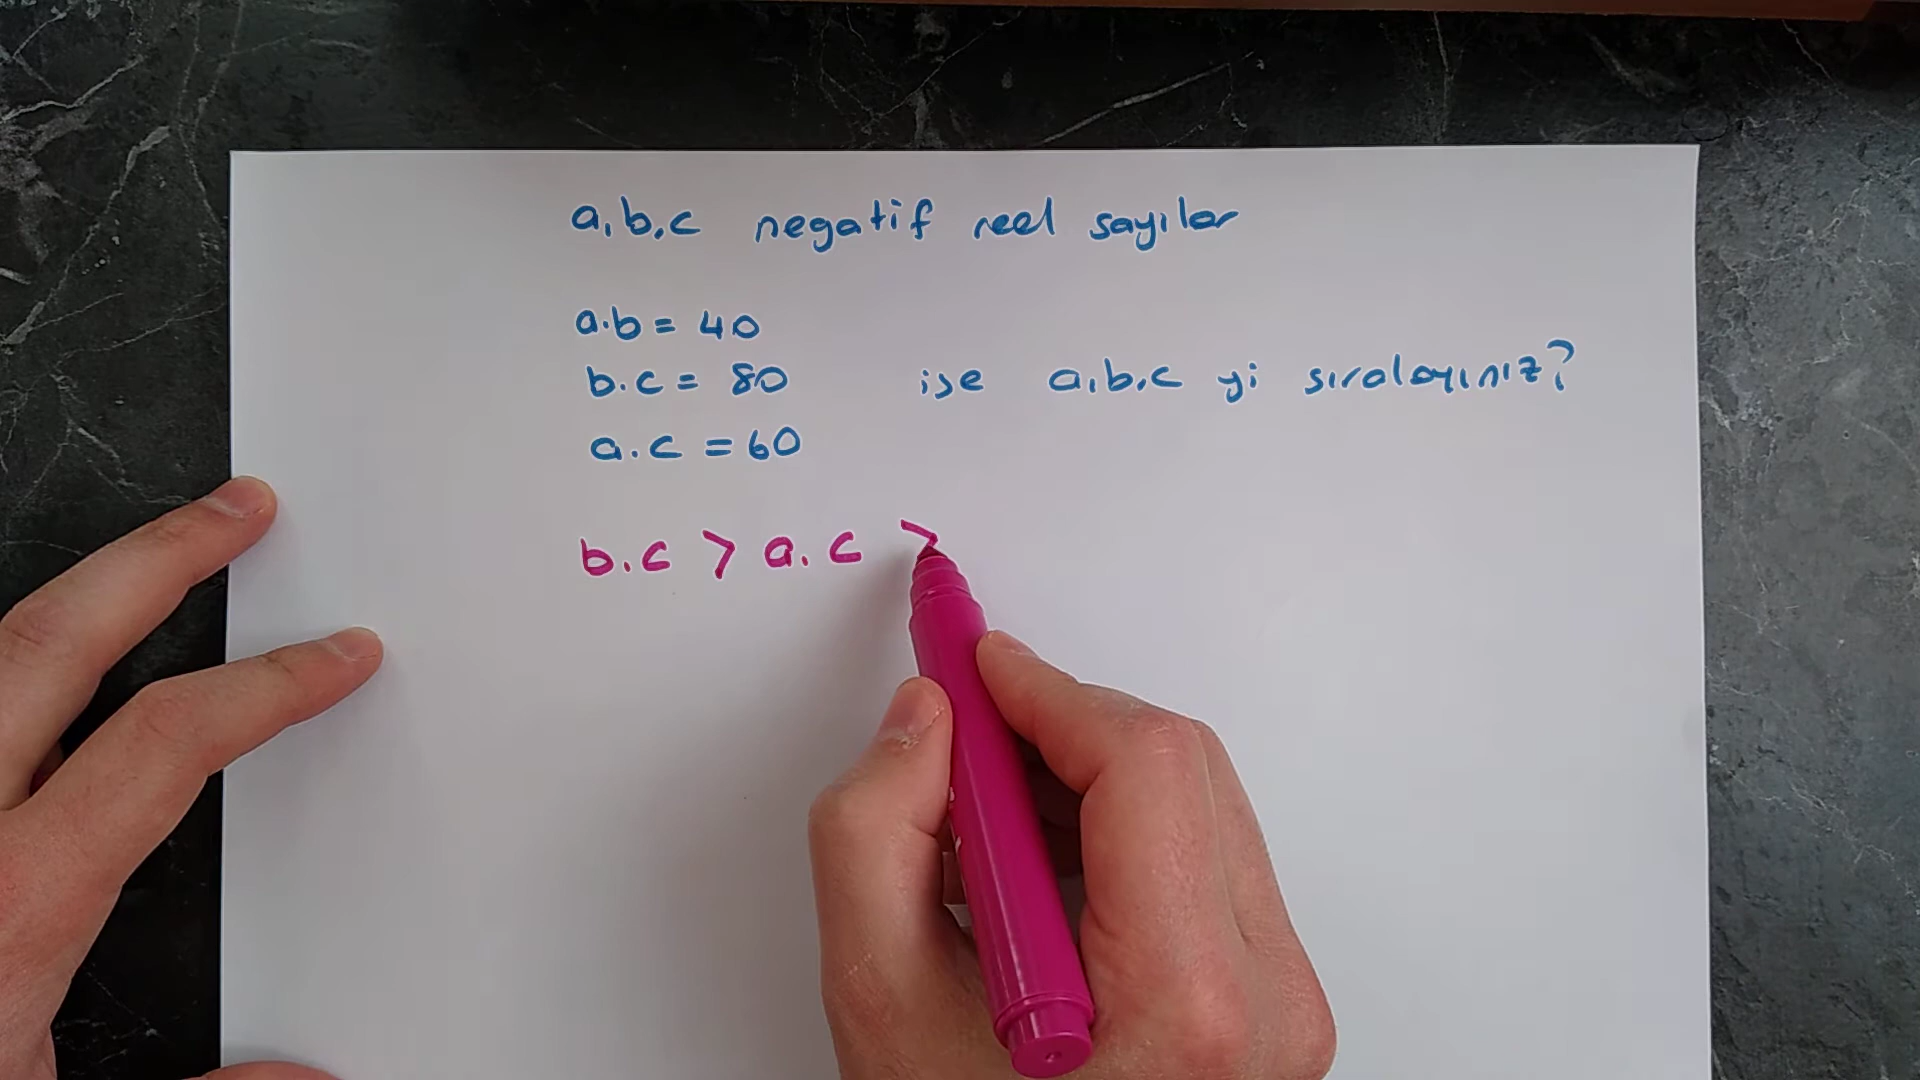 a,b,c negatif reel sayılar
a.b = 40
b.c = 80 ise a,b,c yi sıralayınız?
a.c = 60
b.c > a.c >